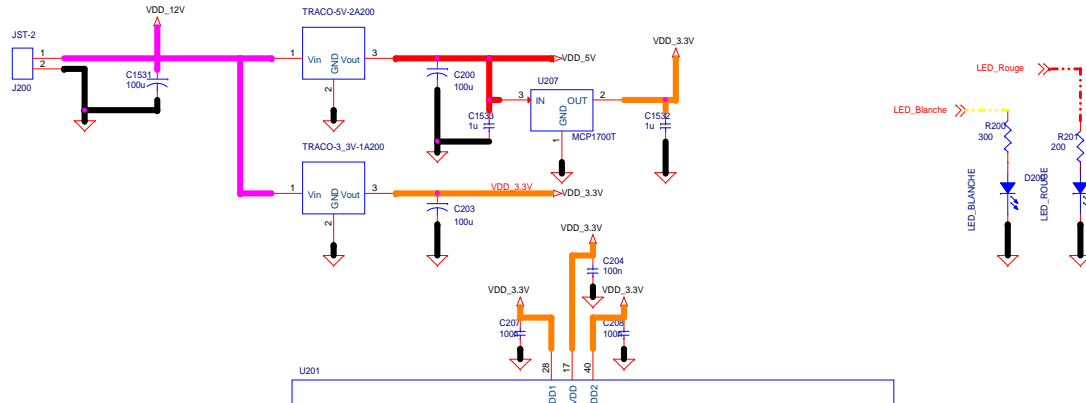 VDD_12V
JST-2
1
2
J200
C1531
100u
TRACO-5V-2A200
1
Vin
GND
Vout
3
2
VDD_5V
C200
100u
C1533
1u
U207
3
IN
OUT
2
GND
1
MCP1700T
VDD_3.3V
C1532
1u
TRACO-3_3V-1A200
1
Vin
GND
Vout
3
2
VDD_3.3V
VDD_3.3V
C203
100u
VDD_3.3V
C204
100n
VDD_3.3V
C207
100n
VDD_3.3V
C208
100n
28
17
40
U201
DD1
VDD
DD2
LED_Rouge
LED_Blanche
R200
300
R201
200
LED_BLANCHE
LED_ROUGE